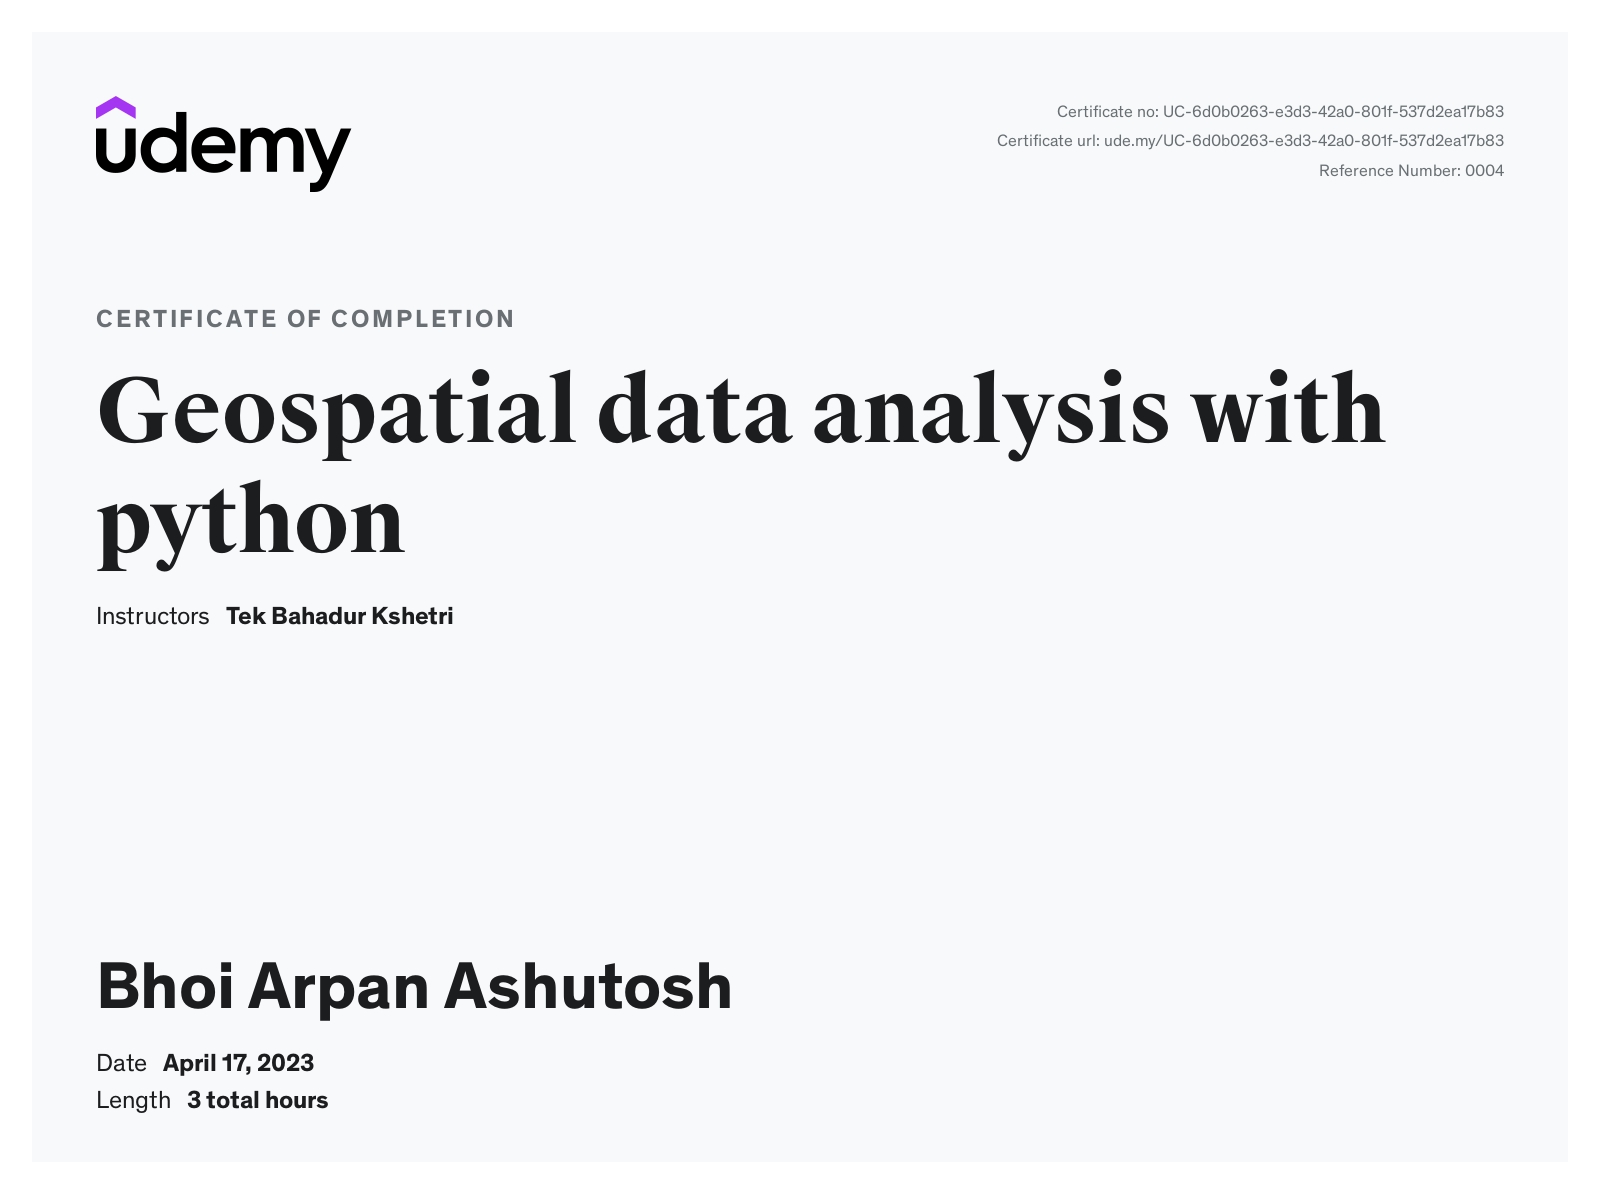 udemy
Certificate no: UC-6d0b0263-e3d3-42a0-801f-537d2ea17b83
Certificate url: ude.my/UC-6d0b0263-e3d3-42a0-801f-537d2ea17b83
Reference Number: 0004
CERTIFICATE OF COMPLETION
Geospatial data analysis with
python
Instructors Tek Bahadur Kshetri
Bhoi Arpan Ashutosh
Date April 17, 2023
Length 3 total hours